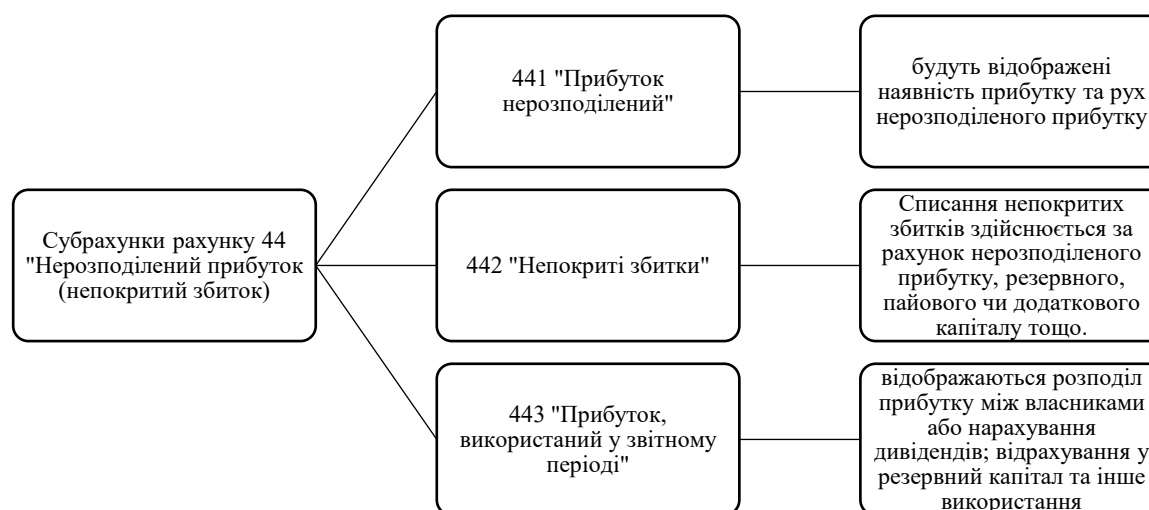 Субрахунки рахунку 44
"Нерозподілений прибуток
(непокритий збиток)
441 "Прибуток
нерозподілений"
будуть відображені
наявність прибутку та рух
нерозподіленого прибутку
442 "Непокриті збитки"
Списання непокритих
збитків здійснюється за
рахунок нерозподіленого
прибутку, резервного,
пайового чи додаткового
капіталу тощо.
443 "Прибуток,
використаний у звітному
періоді"
відображаються розподіл
прибутку між власниками
або нарахування
дивідендів; відрахування у
резервний капітал та інше
використання